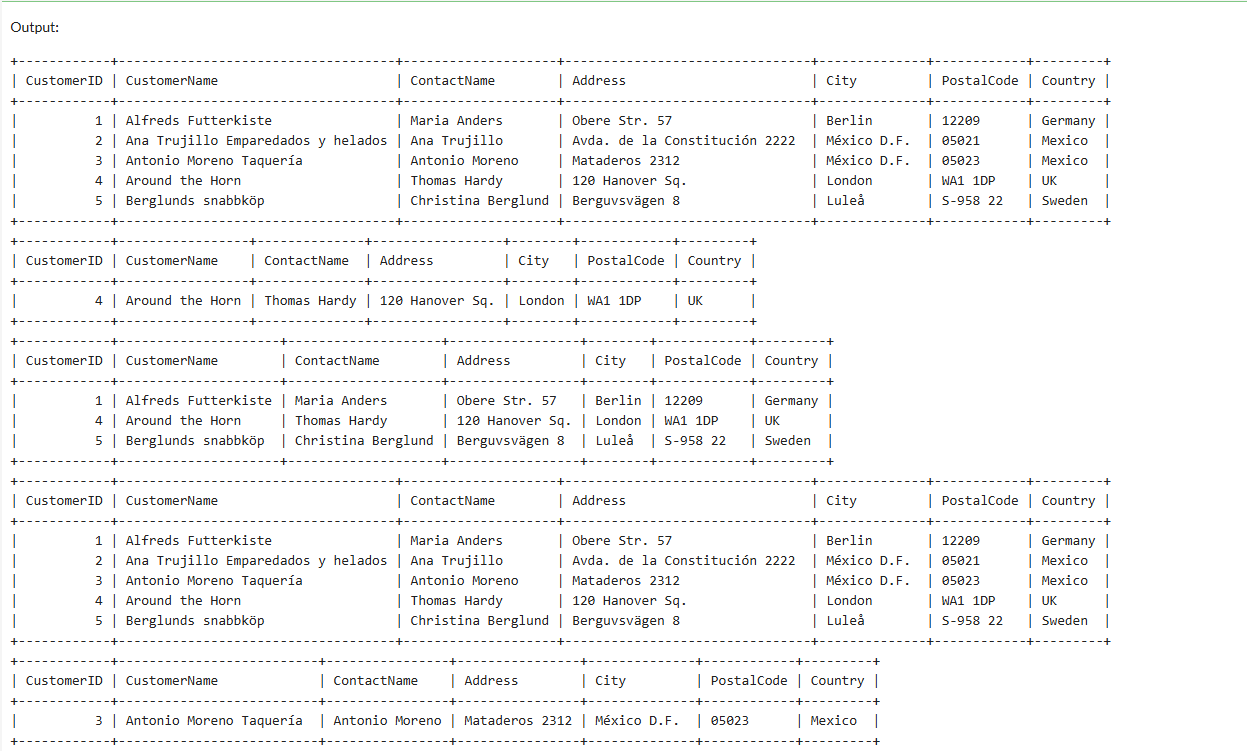 Output:
+------------+------------------------------------+--------------------+--------------------------------+--------------+------------+---------+
| CustomerID | CustomerName                       | ContactName        | Address                        | City         | PostalCode | Country |
+------------+------------------------------------+--------------------+--------------------------------+--------------+------------+---------+
|          1 | Alfreds Futterkiste                | Maria Anders       | Obere Str. 57                  | Berlin       | 12209      | Germany |
|          2 | Ana Trujillo Emparedados y helados | Ana Trujillo       | Avda. de la Constitución 2222  | México D.F.  | 05021      | Mexico  |
|          3 | Antonio Moreno Taquería            | Antonio Moreno     | Mataderos 2312                 | México D.F.  | 05023      | Mexico  |
|          4 | Around the Horn                    | Thomas Hardy       | 120 Hanover Sq.                | London       | WA1 1DP    | UK      |
|          5 | Berglunds snabbköp                 | Christina Berglund | Berguvsvägen 8                 | Luleå        | S-958 22   | Sweden  |
+------------+------------------------------------+--------------------+--------------------------------+--------------+------------+---------+
+------------+-----------------+--------------+-----------------+--------+------------+---------+
| CustomerID | CustomerName    | ContactName  | Address         | City   | PostalCode | Country |
+------------+-----------------+--------------+-----------------+--------+------------+---------+
|          4 | Around the Horn | Thomas Hardy | 120 Hanover Sq. | London | WA1 1DP    | UK      |
+------------+-----------------+--------------+-----------------+--------+------------+---------+
+------------+---------------------+--------------------+-----------------+--------+------------+---------+
| CustomerID | CustomerName        | ContactName        | Address         | City   | PostalCode | Country |
+------------+---------------------+--------------------+-----------------+--------+------------+---------+
|          1 | Alfreds Futterkiste | Maria Anders       | Obere Str. 57   | Berlin | 12209      | Germany |
|          4 | Around the Horn     | Thomas Hardy       | 120 Hanover Sq. | London | WA1 1DP    | UK      |
|          5 | Berglunds snabbköp  | Christina Berglund | Berguvsvägen 8  | Luleå  | S-958 22   | Sweden  |
+------------+---------------------+--------------------+-----------------+--------+------------+---------+
+------------+------------------------------------+--------------------+--------------------------------+--------------+------------+---------+
| CustomerID | CustomerName                       | ContactName        | Address                        | City         | PostalCode | Country |
+------------+------------------------------------+--------------------+--------------------------------+--------------+------------+---------+
|          1 | Alfreds Futterkiste                | Maria Anders       | Obere Str. 57                  | Berlin       | 12209      | Germany |
|          2 | Ana Trujillo Emparedados y helados | Ana Trujillo       | Avda. de la Constitución 2222  | México D.F.  | 05021      | Mexico  |
|          3 | Antonio Moreno Taquería            | Antonio Moreno     | Mataderos 2312                 | México D.F.  | 05023      | Mexico  |
|          4 | Around the Horn                    | Thomas Hardy       | 120 Hanover Sq.                | London       | WA1 1DP    | UK      |
|          5 | Berglunds snabbköp                 | Christina Berglund | Berguvsvägen 8                 | Luleå        | S-958 22   | Sweden  |
+------------+------------------------------------+--------------------+--------------------------------+--------------+------------+---------+
+------------+--------------------------+----------------+----------------+--------------+------------+---------+
| CustomerID | CustomerName             | ContactName    | Address        | City         | PostalCode | Country |
+------------+--------------------------+----------------+----------------+--------------+------------+---------+
|          3 | Antonio Moreno Taquería  | Antonio Moreno | Mataderos 2312 | México D.F.  | 05023      | Mexico  |
+------------+--------------------------+----------------+----------------+--------------+------------+---------+